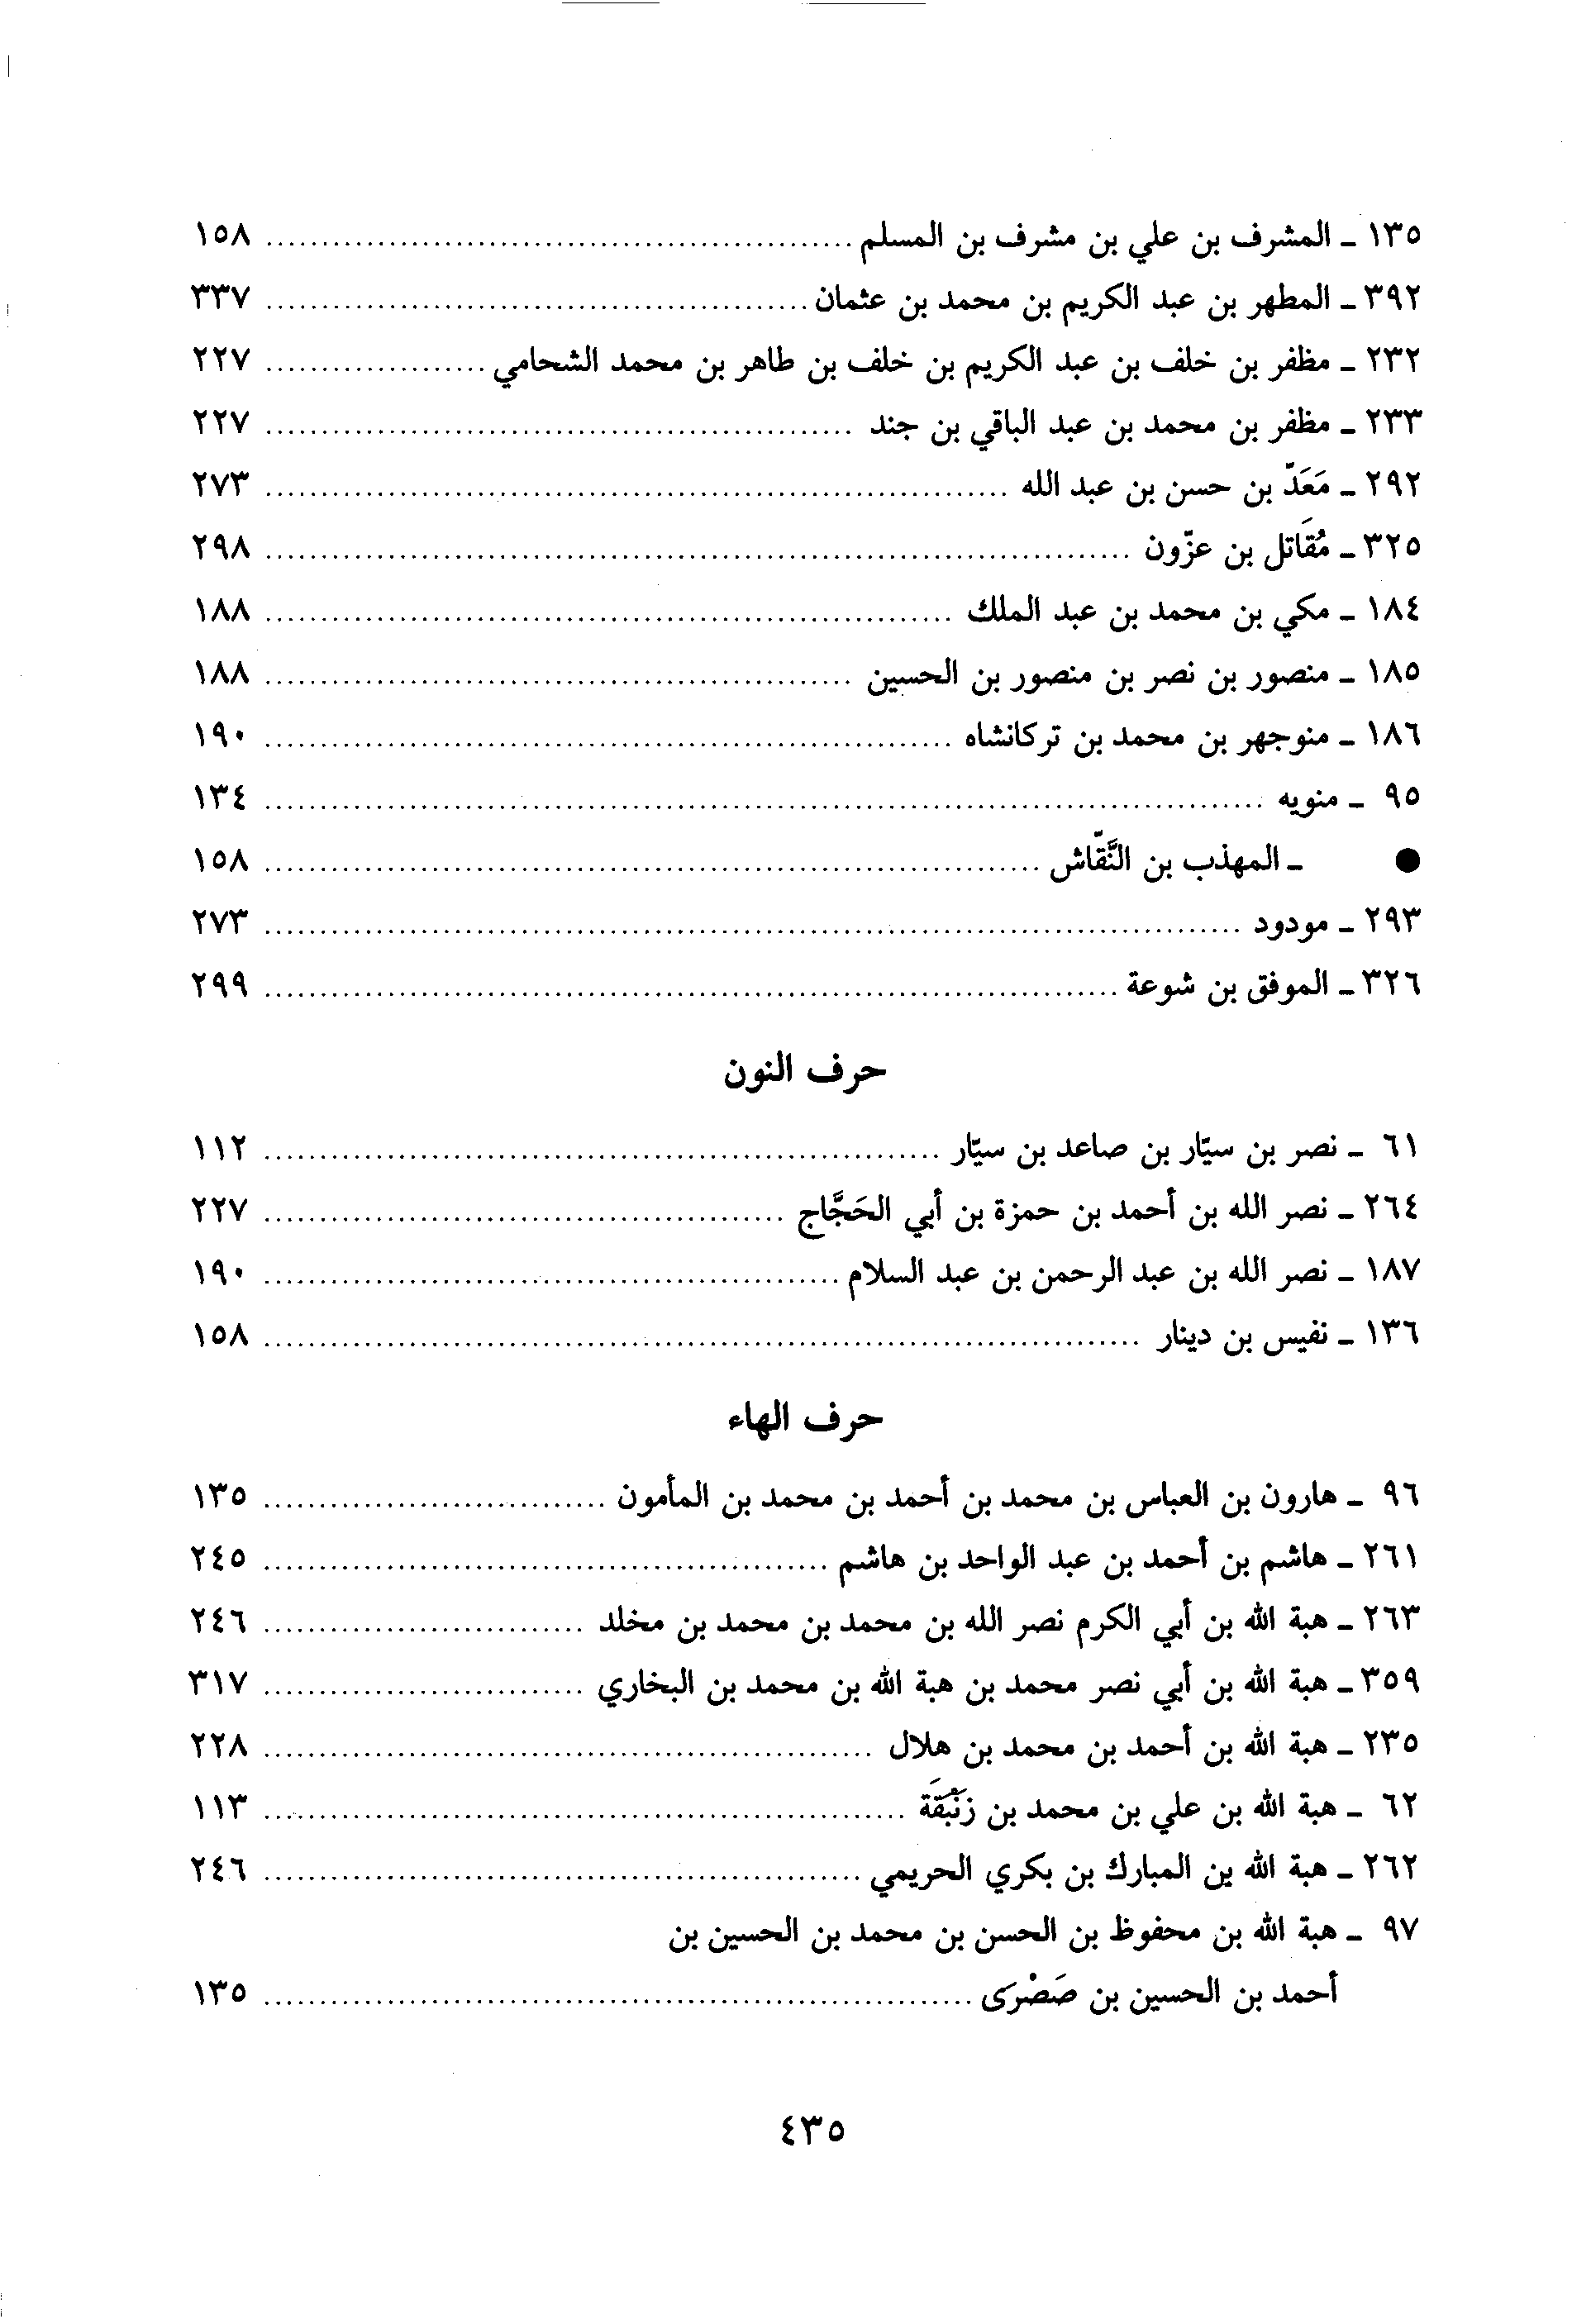 ١٣٥ ـ المشرف بن علي بن مشرف بن المسلم .......... ١٥٨
٣٩٢ ـ المطهر بن عبد الكريم بن محمد بن عثمان .......... ٣٣٧
٢٣٢ ـ مظفر بن خلف بن عبد الكريم بن خلف بن طاهر بن محمد الشحامي .......... ٢٢٧
٢٣٣ ـ مظفر بن محمد بن عبد الباقي بن جند .......... ٢٢٧
٢٩٢ ـ مَعَدّ بن حسن بن عبد الله .......... ٢٧٣
٣٢٥ ـ مُقَاتل بن عزّون .......... ٢٩٨
١٨٤ ـ مكي بن محمد بن عبد الملك .......... ١٨٨
١٨٥ ـ منصور بن نصر بن منصور بن الحسين .......... ١٨٨
١٨٦ ـ منوجهر بن محمد بن تركانشاه .......... ١٩٠
٩٥ ـ منويه .......... ١٣٤
● ـ المهذب بن النَّقّاش .......... ١٥٨
٢٩٣ ـ مودود .......... ٢٧٣
٣٢٦ ـ الموفق بن شوعة .......... ٢٩٩
حرف النون
٦١ ـ نصر بن سيّار بن صاعد بن سيّار .......... ١١٢
٢٦٤ ـ نصر الله بن أحمد بن حمزة بن أبي الحَجَّاج .......... ٢٢٧
١٨٧ ـ نصر الله بن عبد الرحمن بن عبد السلام .......... ١٩٠
١٣٦ ـ نفيس بن دينار .......... ١٥٨
حرف الهاء
٩٦ ـ هارون بن العباس بن محمد بن أحمد بن محمد بن المأمون .......... ١٣٥
٢٦١ ـ هاشم بن أحمد بن عبد الواحد بن هاشم .......... ٢٤٥
٢٦٣ ـ هبة الله بن أبي الكرم نصر الله بن محمد بن محمد بن مخلد .......... ٢٤٦
٣٥٩ ـ هبة الله بن أبي نصر محمد بن هبة الله بن محمد بن البخاري .......... ٣١٧
٢٣٥ ـ هبة الله بن أحمد بن محمد بن هلال .......... ٢٢٨
٦٢ ـ هبة الله بن علي بن محمد بن زَنْبَقَة .......... ١١٣
٢٦٢ ـ هبة الله ين المبارك بن بكري الحريمي .......... ٢٤٦
٩٧ ـ هبة الله بن محفوظ بن الحسن بن محمد بن الحسين بن
أحمد بن الحسين بن صَصْرَى .......... ١٣٥
٤٣٥